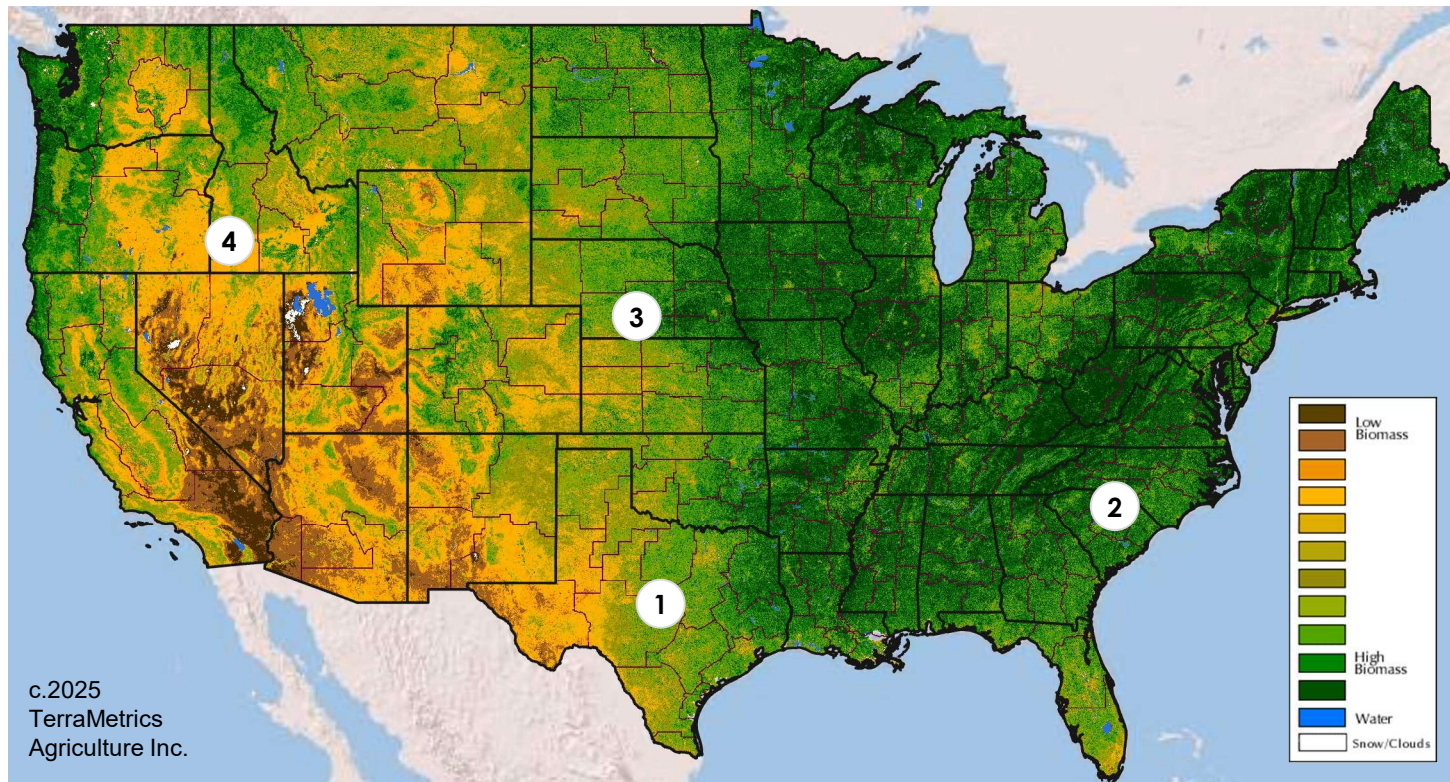 4
3
2
1
Low
Biomass
High
Biomass
Water
Snow/Clouds
c.2025
TerraMetrics
Agriculture Inc.